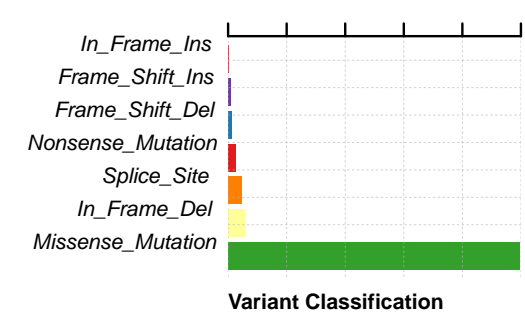 In_Frame_Ins
Frame_Shift_Ins
Frame_Shift_Del
Nonsense_Mutation
Splice_Site
In_Frame_Del
Missense_Mutation
Variant Classification